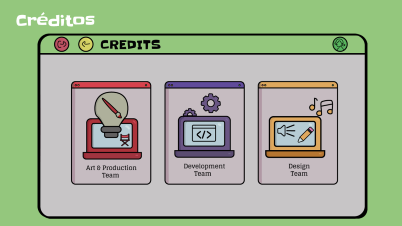 Créditos
CREDITS
Art & Production
Team
Development
Team
Design
Team